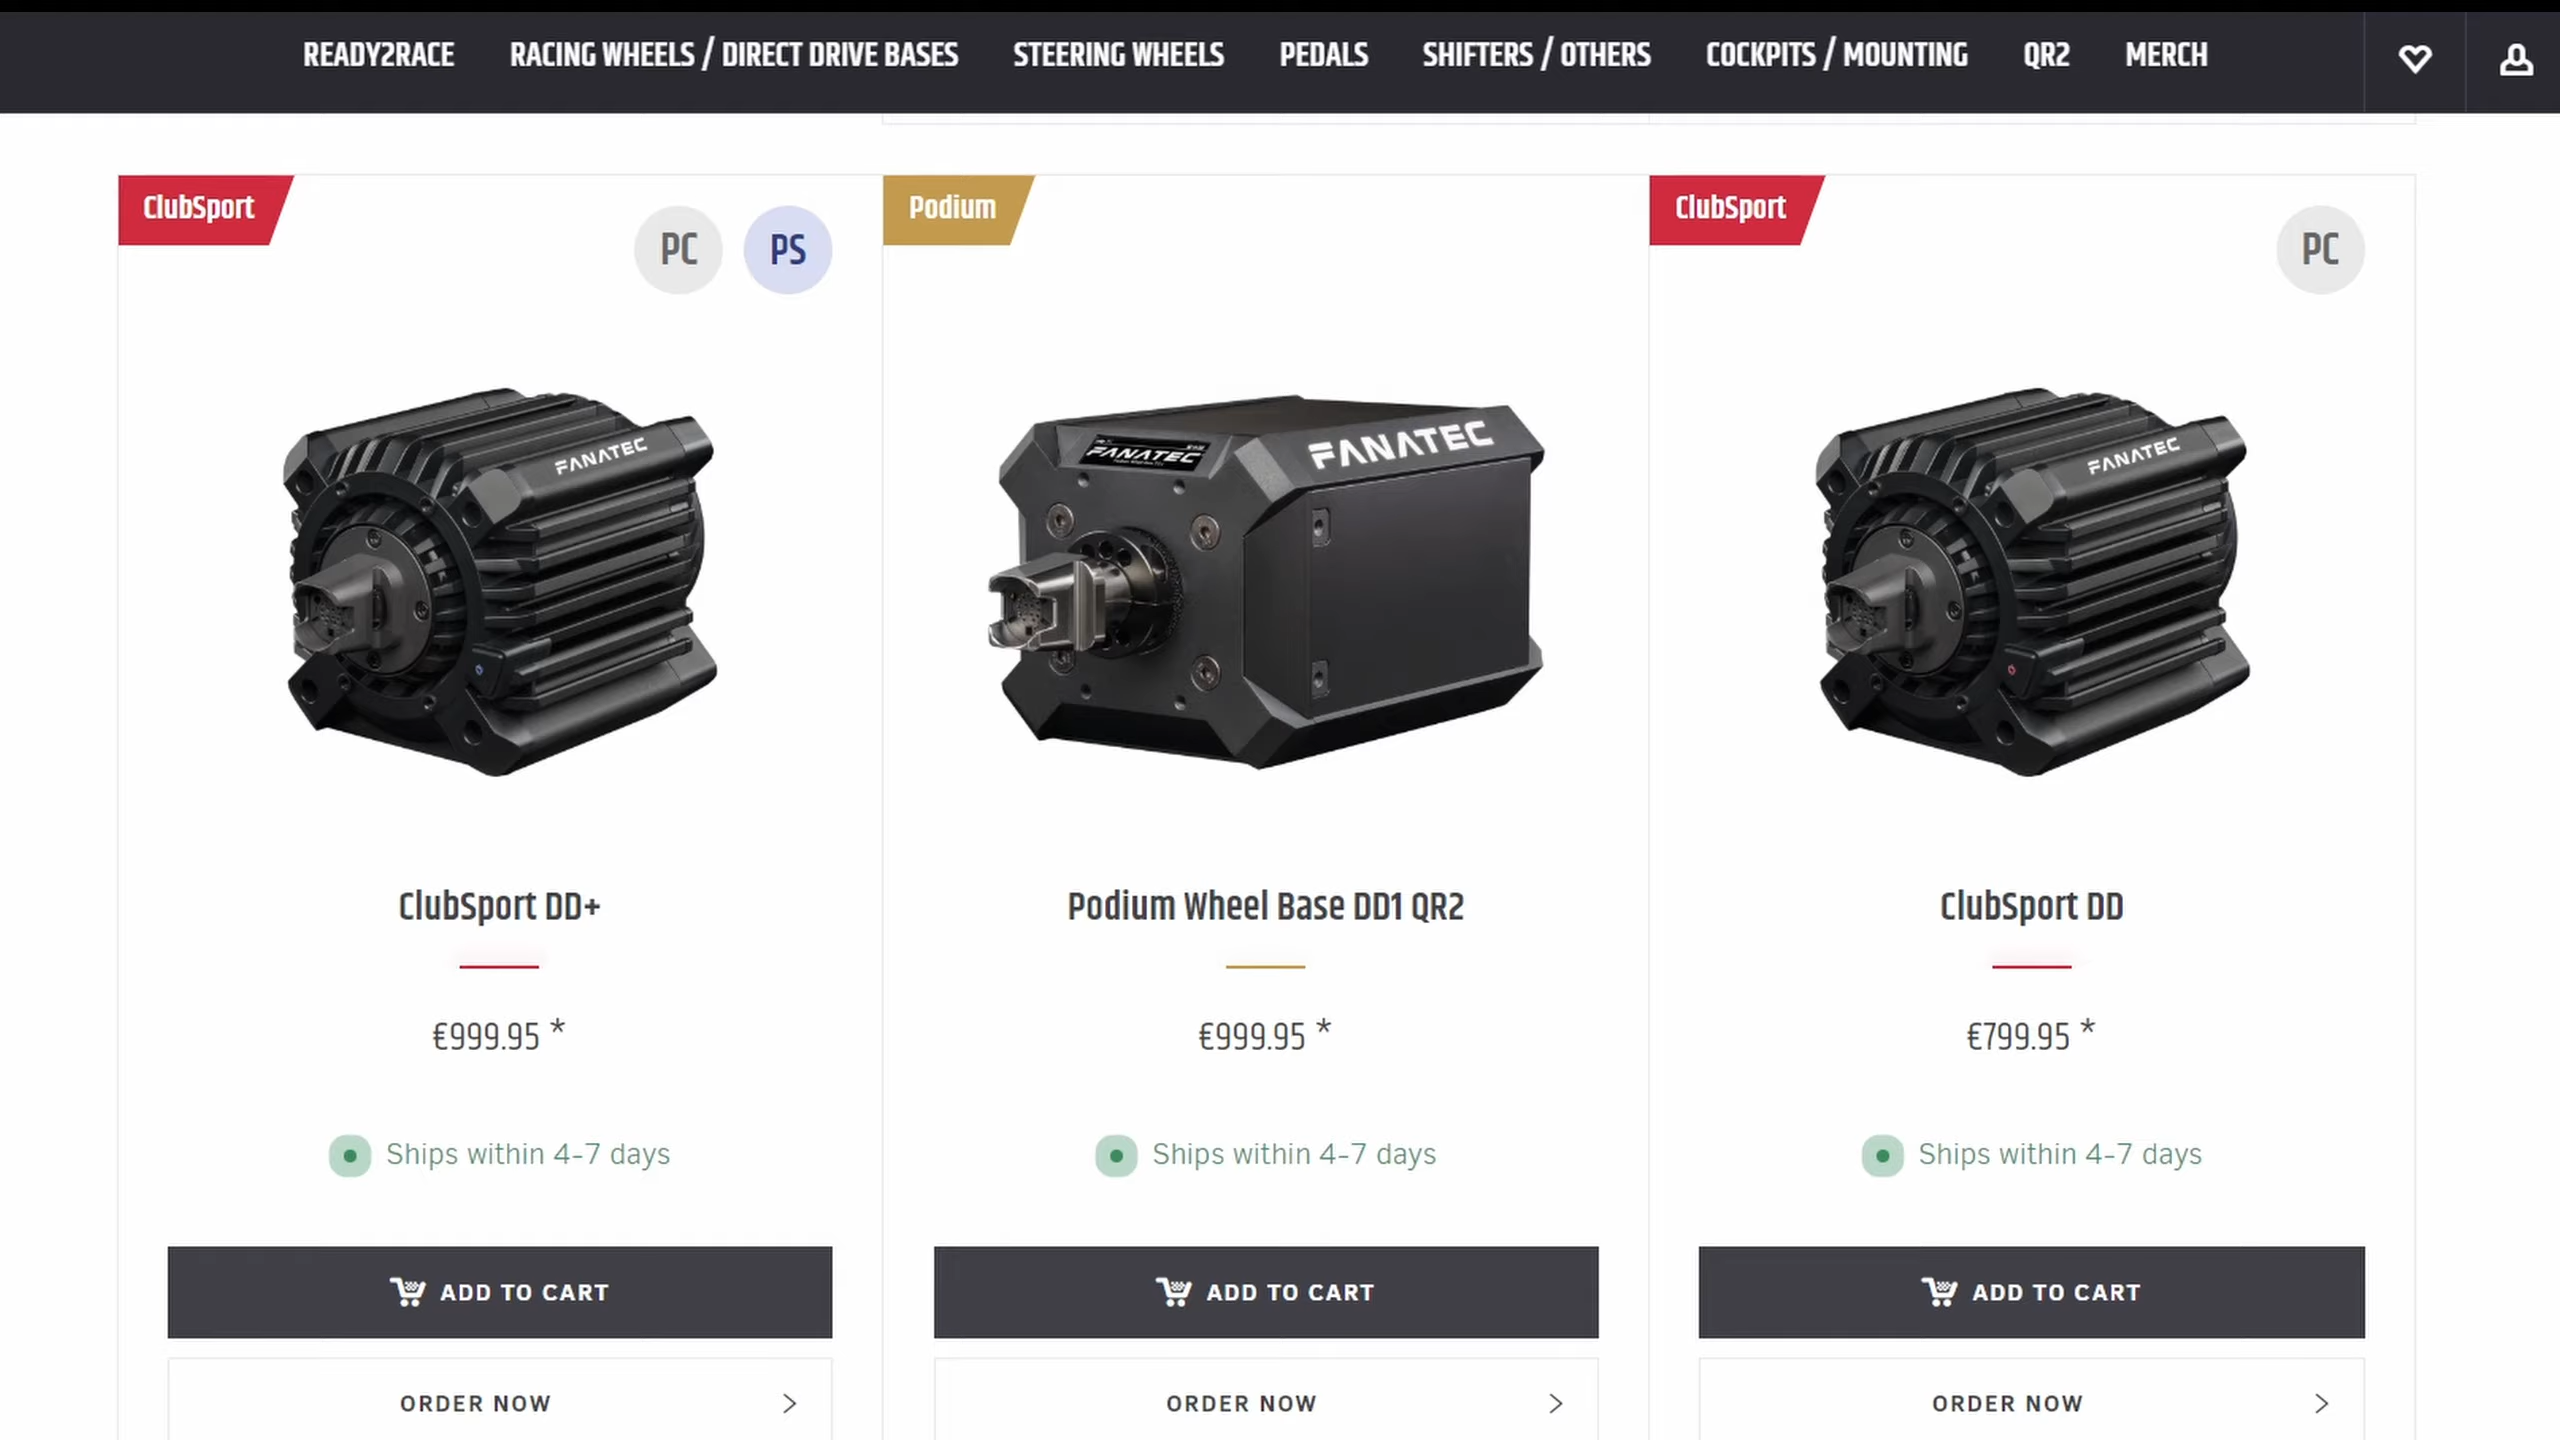 READY2RACE RACING WHEELS / DIRECT DRIVE BASES STEERING WHEELS PEDALS SHIFTERS / OTHERS COCKPITS / MOUNTING QR2 MERCH
ClubSport
PC PS
FANATEC
ClubSport DD+
€999.95 *
Ships within 4-7 days
ADD TO CART
ORDER NOW
Podium
FANATEC
FANATEC
Podium Wheel Base DD1 QR2
€999.95 *
Ships within 4-7 days
ADD TO CART
ORDER NOW
ClubSport
PC
FANATEC
ClubSport DD
€799.95 *
Ships within 4-7 days
ADD TO CART
ORDER NOW